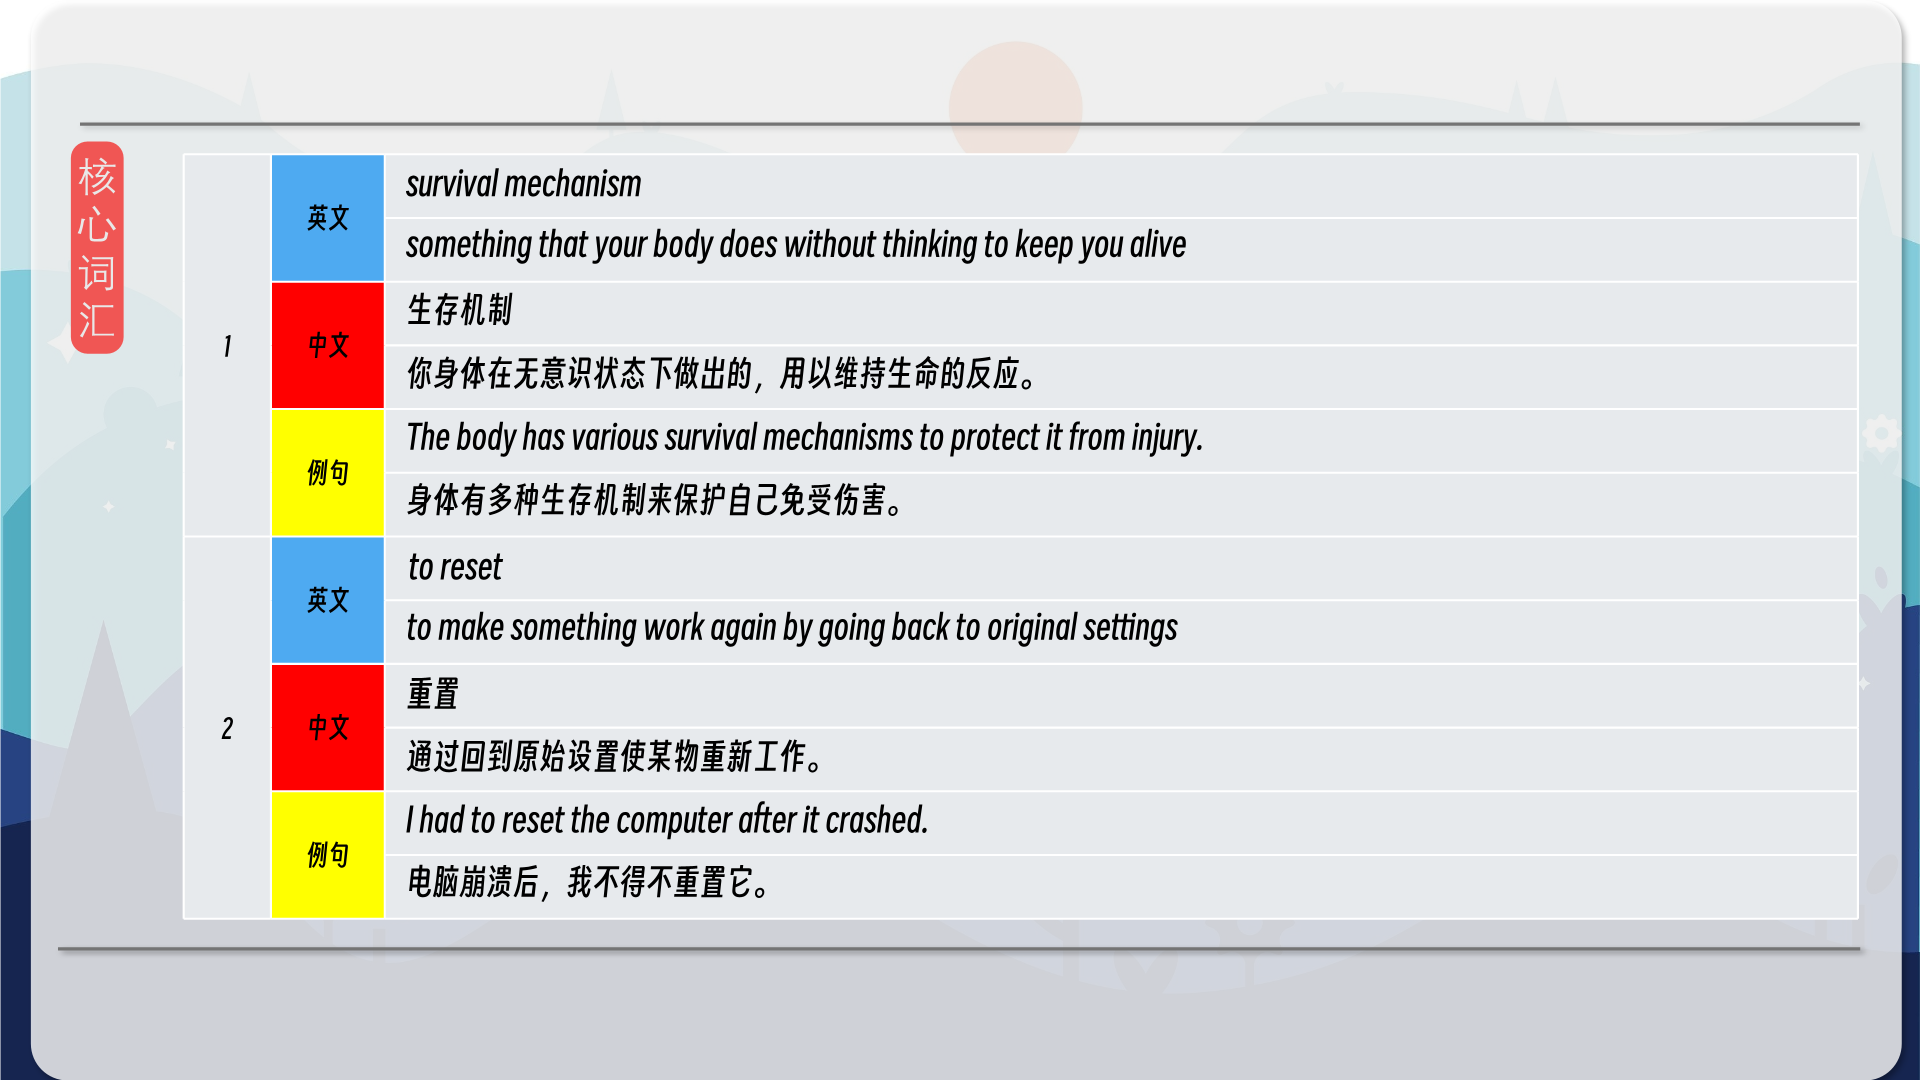 核心词汇
1
英文
survival mechanism
something that your body does without thinking to keep you alive
中文
生存机制
你身体在无意识状态下做出的，用以维持生命的反应。
例句
The body has various survival mechanisms to protect it from injury.
身体有多种生存机制来保护自己免受伤害。
2
英文
to reset
to make something work again by going back to original settings
中文
重置
通过回到原始设置使某物重新工作。
例句
I had to reset the computer after it crashed.
电脑崩溃后，我不得不重置它。